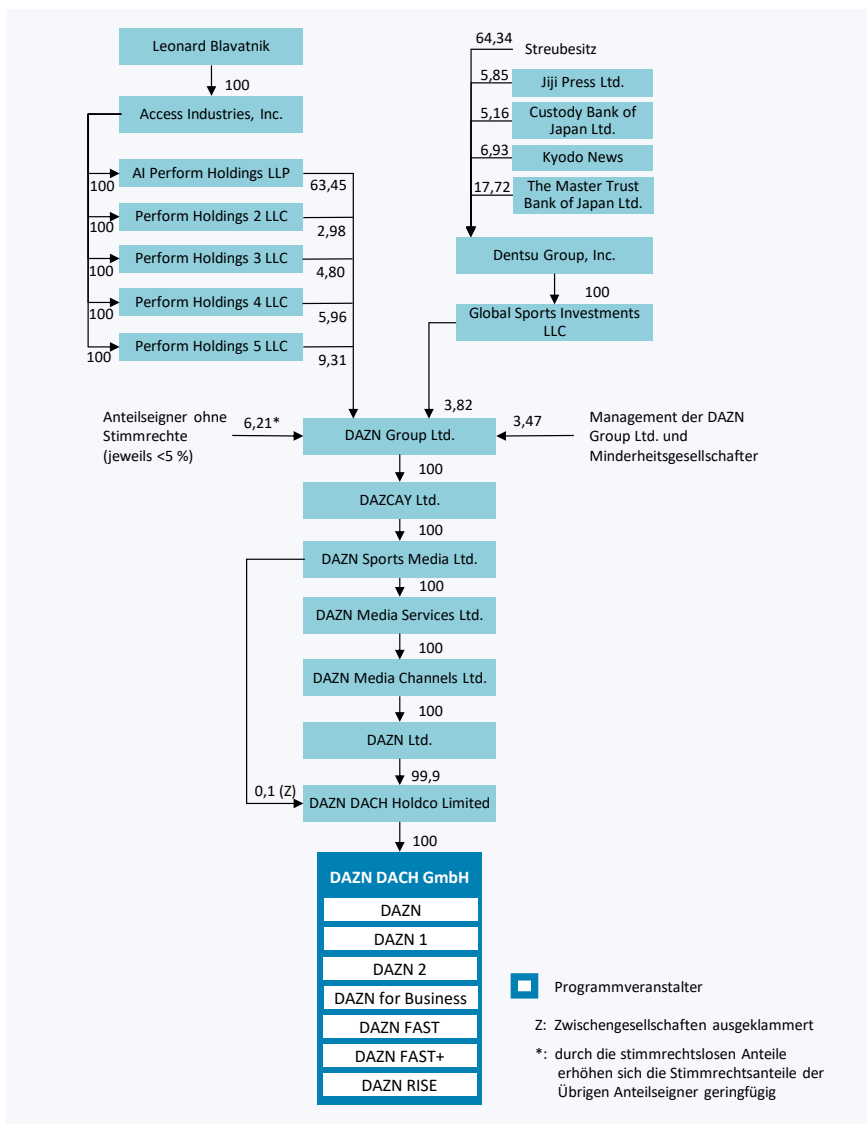 Leonard Blavatnik
100
Access Industries, Inc.
100
AI Perform Holdings LLP
63,45
100
Perform Holdings 2 LLC
2,98
100
Perform Holdings 3 LLC
4,80
100
Perform Holdings 4 LLC
5,96
100
Perform Holdings 5 LLC
9,31
64,34
Streubesitz
5,85
Jiji Press Ltd.
5,16
Custody Bank of
Japan Ltd.
6,93
Kyodo News
17,72
The Master Trust
Bank of Japan Ltd.
Dentsu Group, Inc.
100
Global Sports Investments
LLC
3,82
Anteilseigner ohne
Stimmrechte
(jeweils <5 %)
6,21*
DAZN Group Ltd.
3,47
Management der DAZN
Group Ltd. und
Minderheitsgesellschafter
100
DAZCAY Ltd.
100
DAZN Sports Media Ltd.
100
DAZN Media Services Ltd.
100
DAZN Media Channels Ltd.
100
DAZN Ltd.
99,9
0,1 (Z)
DAZN DACH Holdco Limited
100
DAZN DACH GmbH
DAZN
DAZN 1
DAZN 2
DAZN for Business
DAZN FAST
DAZN FAST+
DAZN RISE
Programmveranstalter
Z: Zwischengesellschaften ausgeklammert
*: durch die stimmrechtslosen Anteile
erhöhen sich die Stimmrechtsanteile der
Übrigen Anteilseigner geringfügig